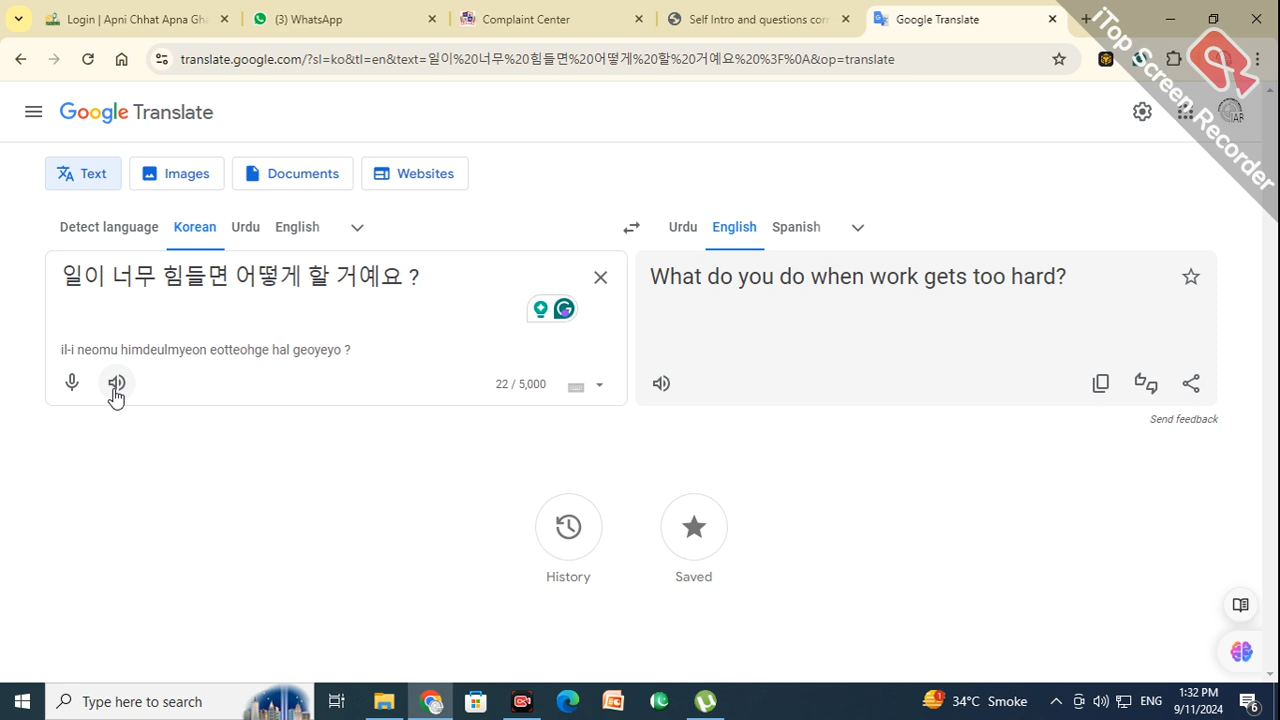 Login | Apni Chhat Apna Gh
(3) WhatsApp
Complaint Center
Self Intro and questions com
Google Translate
translate.google.com/?sl=ko&tl=en&text=일이%20너무%20힘들면%20어떻게%20할%20거예요%20%3F%0A&op=translate
iTop Screen Recorder
Google Translate
Text
Images
Documents
Websites
Detect language
Korean
Urdu
English
Urdu
English
Spanish
일이 너무 힘들면 어떻게 할 거예요 ?
What do you do when work gets too hard?
il-i neomu himdeulmyeon eotteohge hal geoyeyo ?
22 / 5,000
Send feedback
History
Saved
Type here to search
34°C Smoke
ENG
1:32 PM
9/11/2024
6